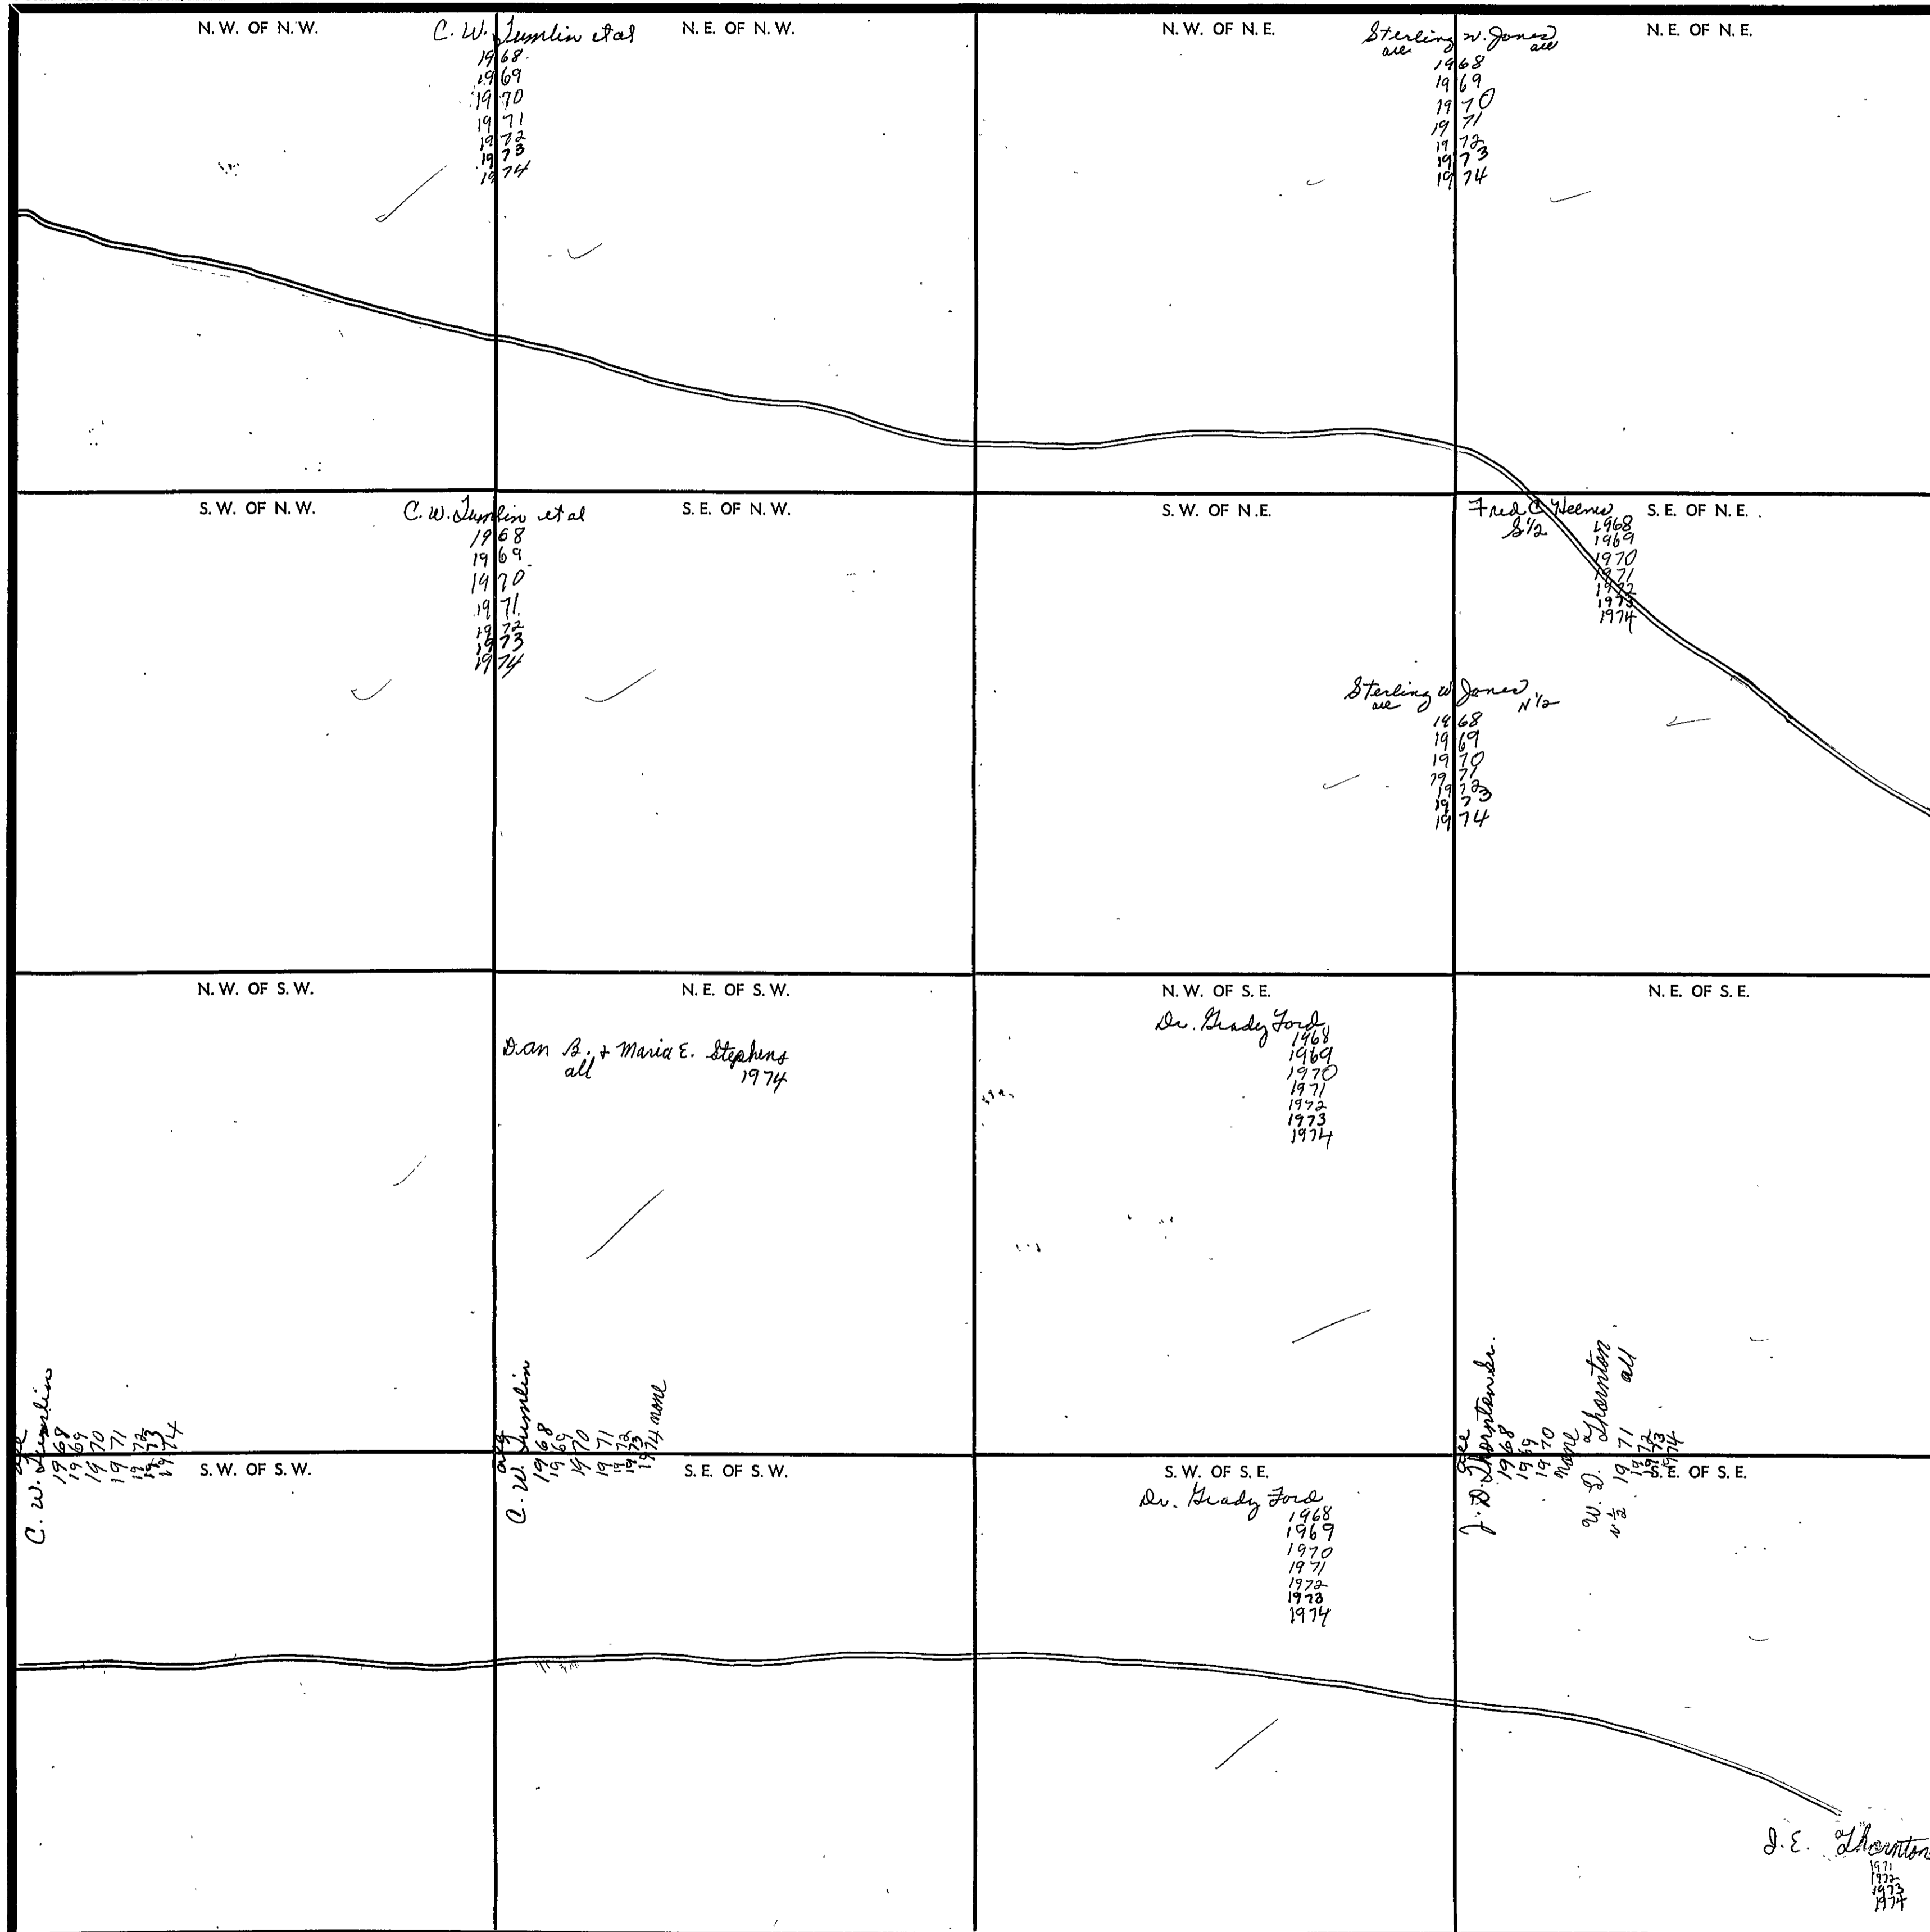 N. W. OF N. W.
C. W. Tumlin et al
1968
1969
1970
1971
1972
1973
1974
N. E. OF N. W.
N. W. OF N. E.
Sterling W. Jones
all
all
1968
1969
1970
1971
1972
1973
1974
N. E. OF N. E.
S. W. OF N. W.
C. W. Tumlin et al
1968
1969
1970
1971
1972
1973
1974
S. E. OF N. W.
S. W. OF N. E.
Fred C
S 1/2
1968
1969
1970
1971
1972
1973
1974
S. E. OF N. E.
Sterling W Jones
all
N 1/2
1968
1969
1970
1971
1972
1973
1974
N. W. OF S. W.
N. E. OF S. W.
Dan B. + Maria E. Stephens
all 1974
N. W. OF S. E.
Dr. Grady Ford
1968
1969
1970
1971
1972
1973
1974
N. E. OF S. E.
all
C. W. Tumlin
1968
1969
1970
1971
1972
1973
1974
all
C. W. Tumlin
1968
1969
1970
1971
1972
1973
1974 none
all
J. D. Thornton Sr.
1968
1969
1970
none
W. D. Thornton
N 1/2 1971 all
1972
1973
1974
S. W. OF S. W.
S. E. OF S. W.
S. W. OF S. E.
Dr. Grady Ford
1968
1969
1970
1971
1972
1973
1974
S. E. OF S. E.
J. E. Thornton
1971
1972
1973
1974